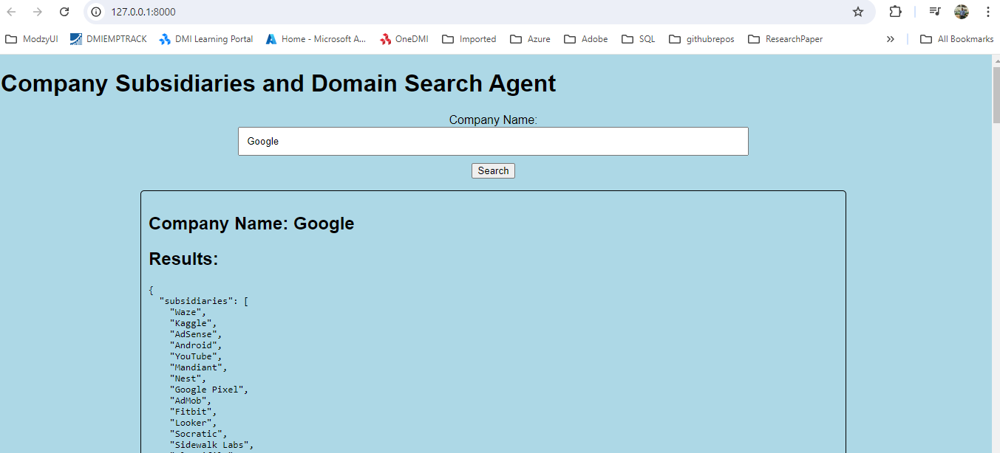 127.0.0.1:8000
ModzyUI DMIEMPTRACK DMI Learning Portal Home - Microsoft A... OneDMI Imported Azure Adobe SQL githubrepos ResearchPaper » All Bookmarks
Company Subsidiaries and Domain Search Agent
Company Name:
Google
Search
Company Name: Google
Results:
{
"subsidiaries": [
"Waze",
"Kaggle",
"AdSense",
"Android",
"YouTube",
"Mandiant",
"Nest",
"Google Pixel",
"AdMob",
"Fitbit",
"Looker",
"Socratic",
"Sidewalk Labs",